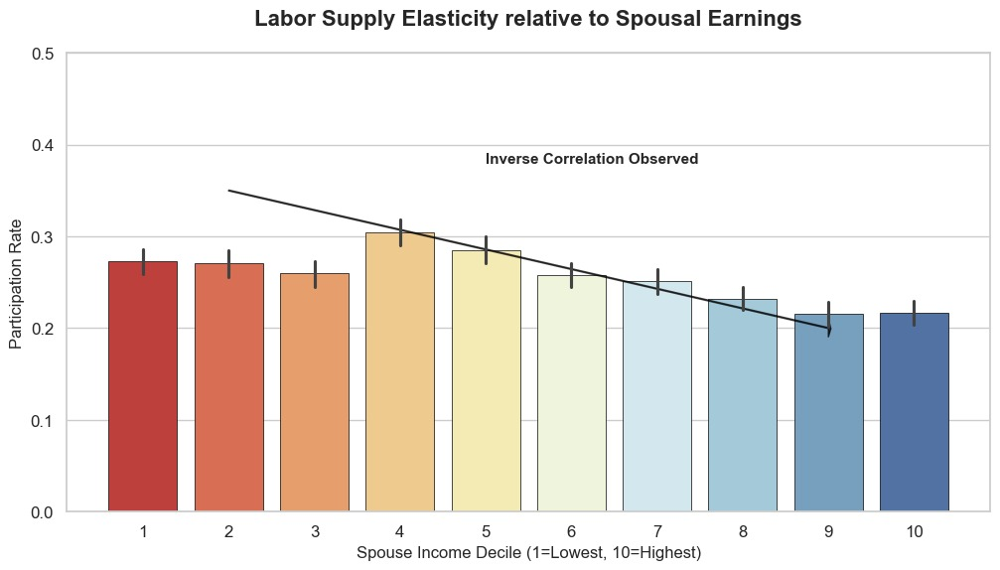 Labor Supply Elasticity relative to Spousal Earnings
0.5
0.4
0.3
0.2
0.1
0.0
Participation Rate
Inverse Correlation Observed
1 2 3 4 5 6 7 8 9 10
Spouse Income Decile (1=Lowest, 10=Highest)